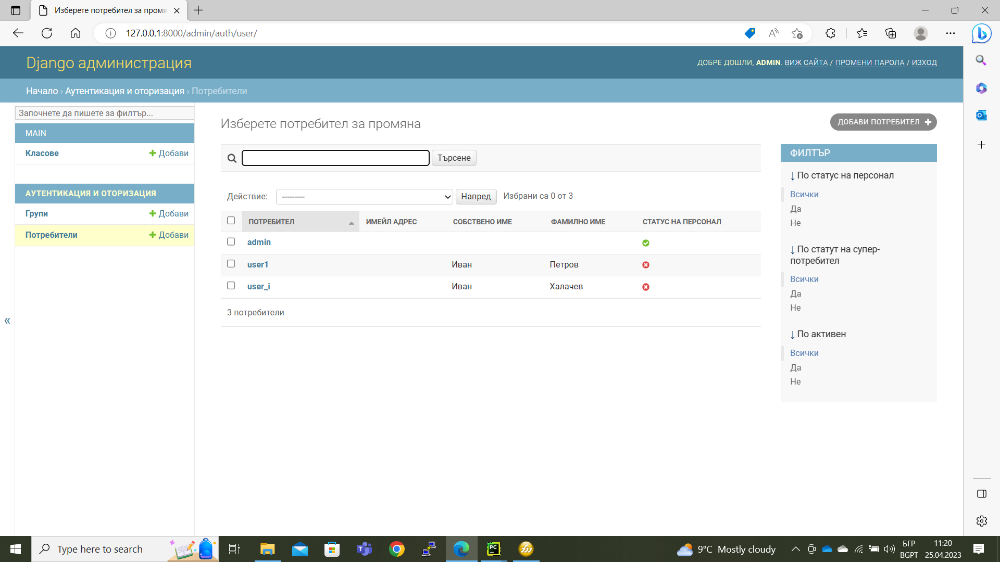 Изберете потребител за промя
127.0.0.1:8000/admin/auth/user/
Django администрация
ДОБРЕ ДОШЛИ, ADMIN. ВИЖ САЙТА / ПРОМЕНИ ПАРОЛА / ИЗХОД
Начало › Аутентикация и оторизация › Потребители
Започнете да пишете за филтър...
MAIN
Класове
Добави
АУТЕНТИКАЦИЯ И ОТОРИЗАЦИЯ
Групи
Добави
Потребители
Добави
Изберете потребител за промяна
ДОБАВИ ПОТРЕБИТЕЛ
Търсене
Действие: --------- Напред Избрани са 0 от 3
ПОТРЕБИТЕЛ ИМЕЙЛ АДРЕС СОБСТВЕНО ИМЕ ФАМИЛНО ИМЕ СТАТУС НА ПЕРСОНАЛ
admin
user1 Иван Петров
user_i Иван Халачев
3 потребители
ФИЛТЪР
↓ По статус на персонал
Всички
Да
Не
↓ По статут на супер-
потребител
Всички
Да
Не
↓ По активен
Всички
Да
Не
«
Type here to search
9°C Mostly cloudy
БГР
BGPT
11:20
25.04.2023